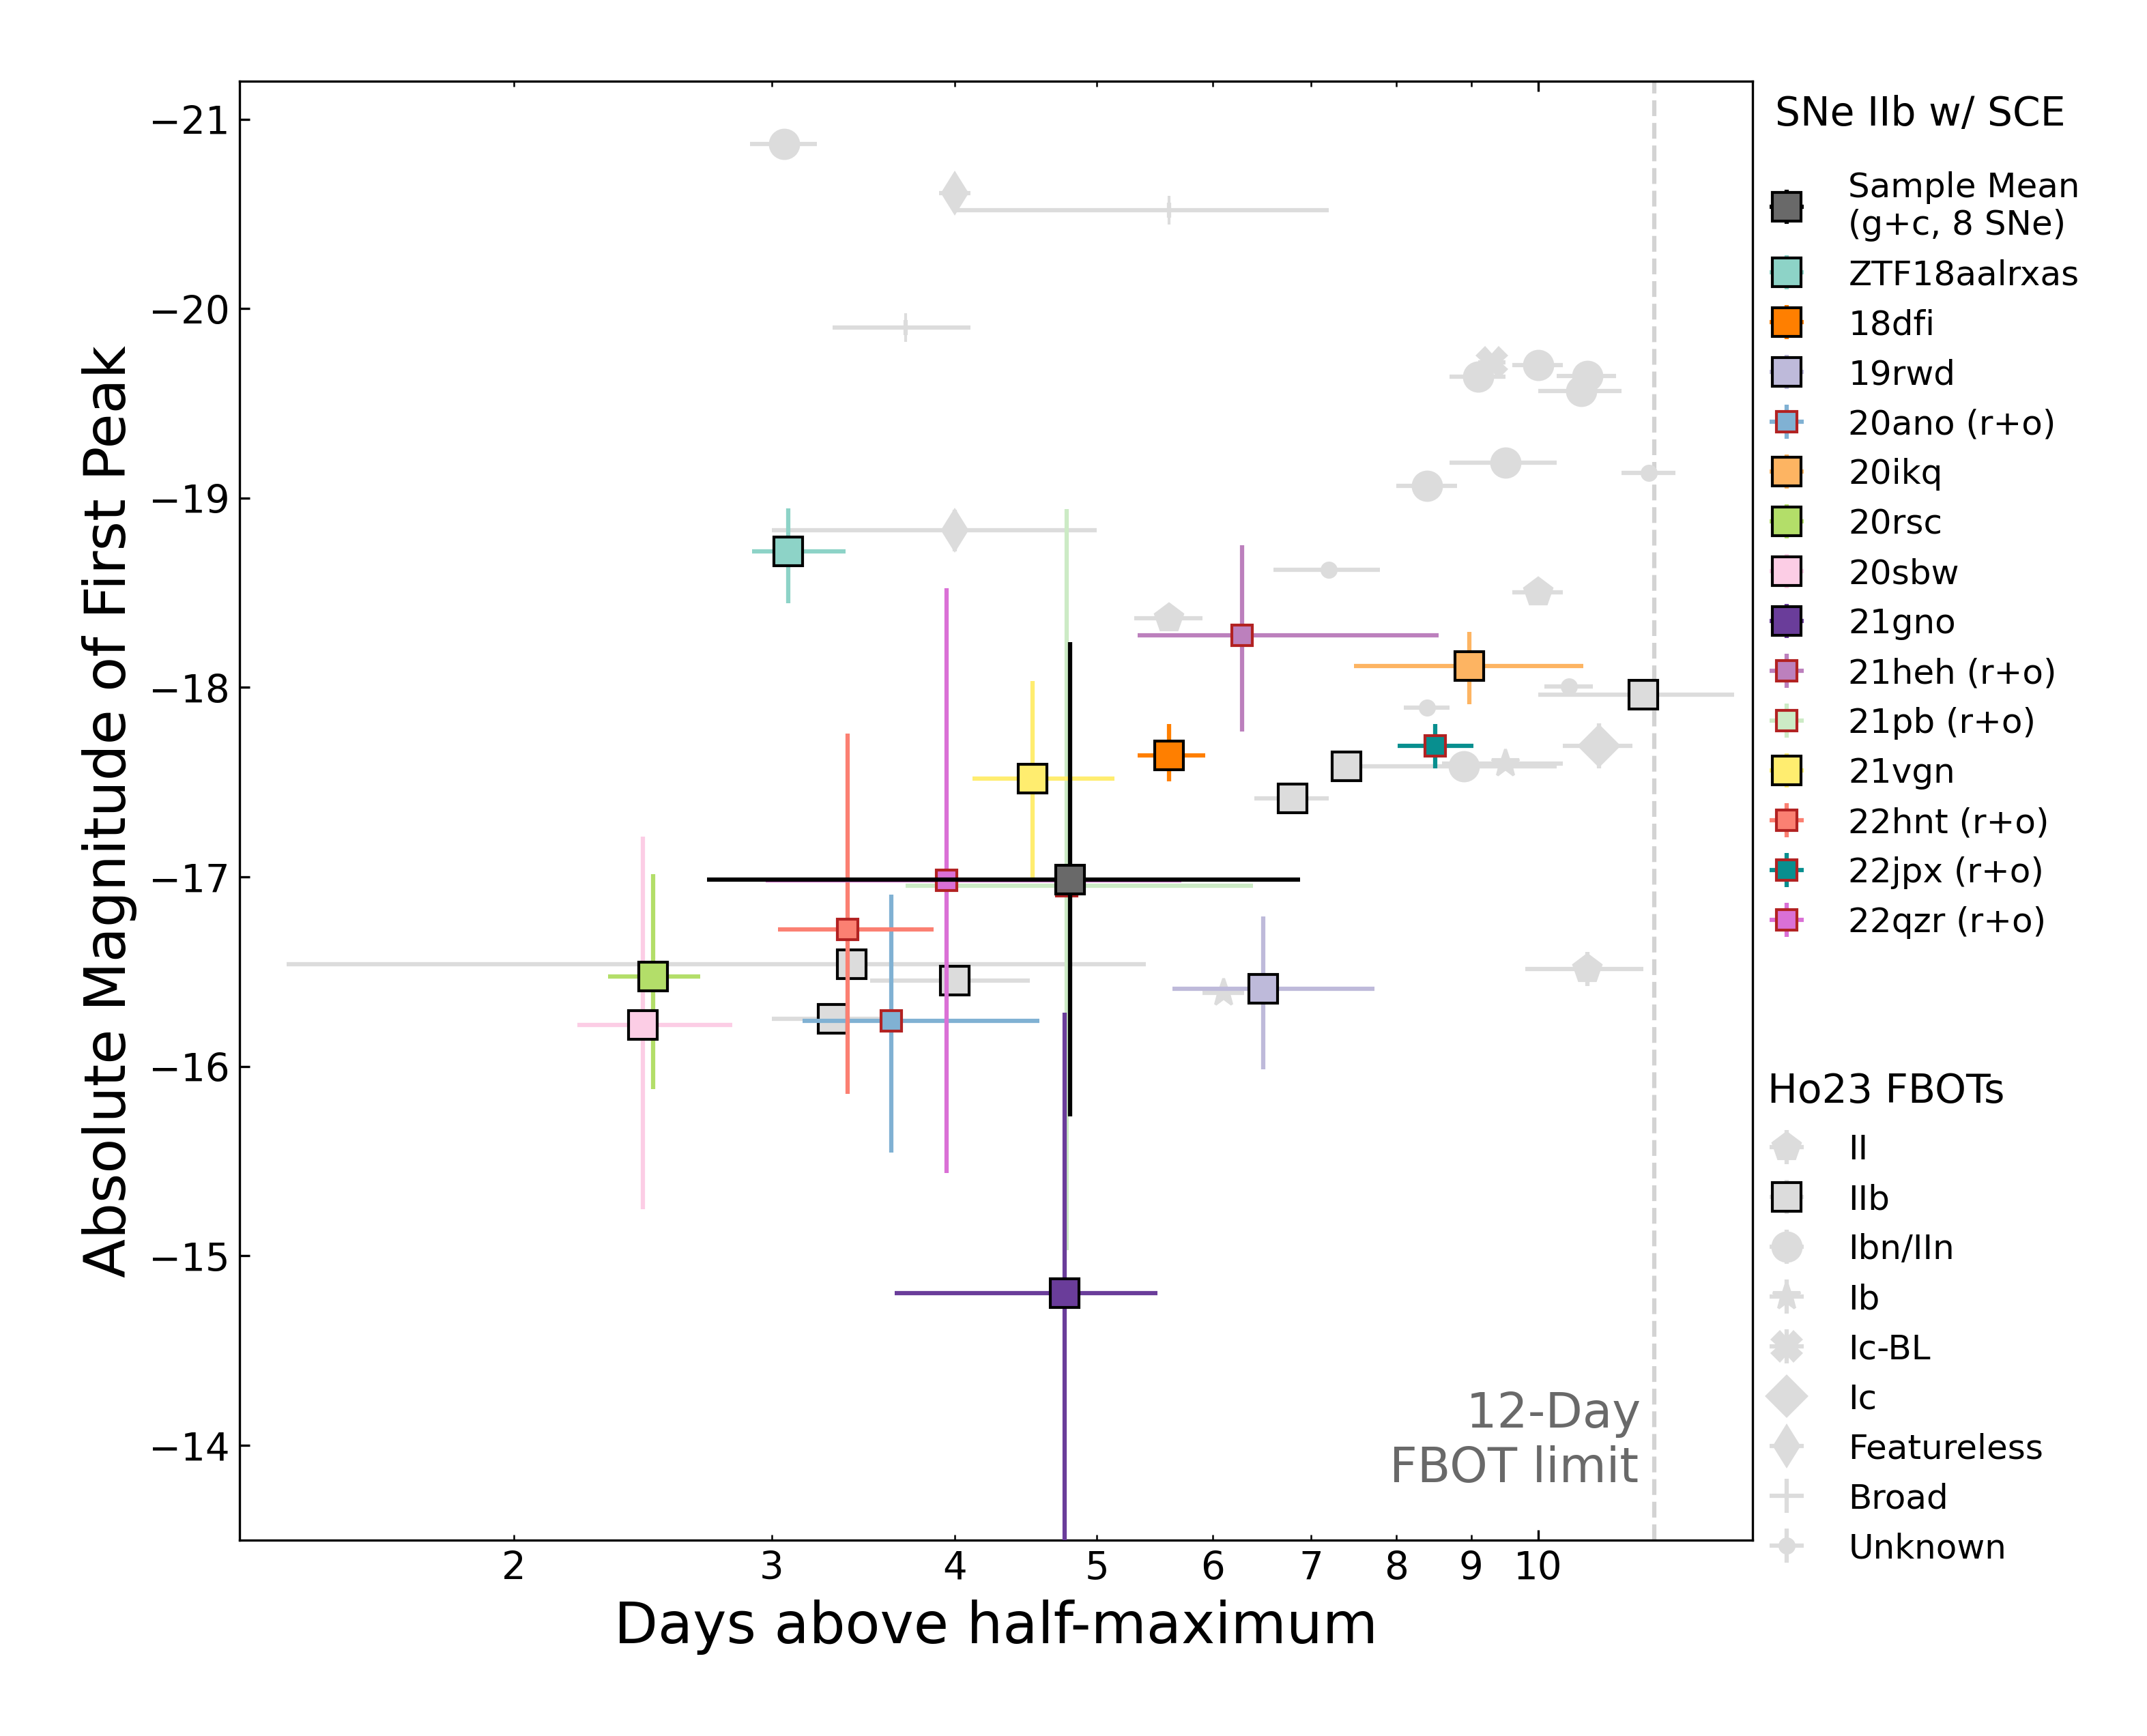 −21
−20
−19
−18
−17
−16
−15
−14
Absolute Magnitude of First Peak
2
3
4
5
6
7
8
9
10
Days above half-maximum
12-Day
FBOT limit
SNe IIb w/ SCE
Sample Mean
(g+c, 8 SNe)
ZTF18aalrxas
18dfi
19rwd
20ano (r+o)
20ikq
20rsc
20sbw
21gno
21heh (r+o)
21pb (r+o)
21vgn
22hnt (r+o)
22jpx (r+o)
22qzr (r+o)
Ho23 FBOTs
II
IIb
Ibn/IIn
Ib
Ic-BL
Ic
Featureless
Broad
Unknown